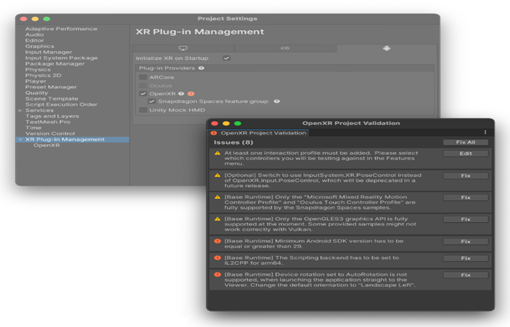 Project Settings
Adaptive Performance
Audio
Editor
Graphics
Input Manager
Input System Package
Package Manager
Physics
Physics 2D
Player
Preset Manager
Quality
Scene Template
Script Execution Order
Services
Tags and Layers
TextMesh Pro
Time
Version Control
XR Plug-in Management
OpenXR
XR Plug-in Management
iOS
Initialize XR on Startup
Plug-in Providers
ARCore
Oculus
OpenXR
Snapdragon Spaces feature group
Unity Mock HMD
OpenXR Project Validation
OpenXR Project Validation
Issues (8)
Fix All
At least one interaction profile must be added. Please select
which controllers you will be testing against in the Features
menu.
Edit
[Optional] Switch to use InputSystem.XR.PoseControl instead
of OpenXR.Input.PoseControl, which will be deprecated in a
future release.
Fix
[Base Runtime] Only the "Microsoft Mixed Reality Motion
Controller Profile" and "Oculus Touch Controller Profile" are
fully supported by the Snapdragon Spaces samples.
Fix
[Base Runtime] Only the OpenGLES3 graphics API is fully
supported at the moment. Some provided samples might not
work correctly with Vulkan.
Fix
[Base Runtime] Minimum Android SDK version has to be
equal or greater than 29.
Fix
[Base Runtime] The Scripting backend has to be set to
IL2CPP for arm64.
Fix
[Base Runtime] Device rotation set to AutoRotation is not
supported, when launching the application straight to the
Viewer. Change the default orientation to "Landscape Left".
Fix